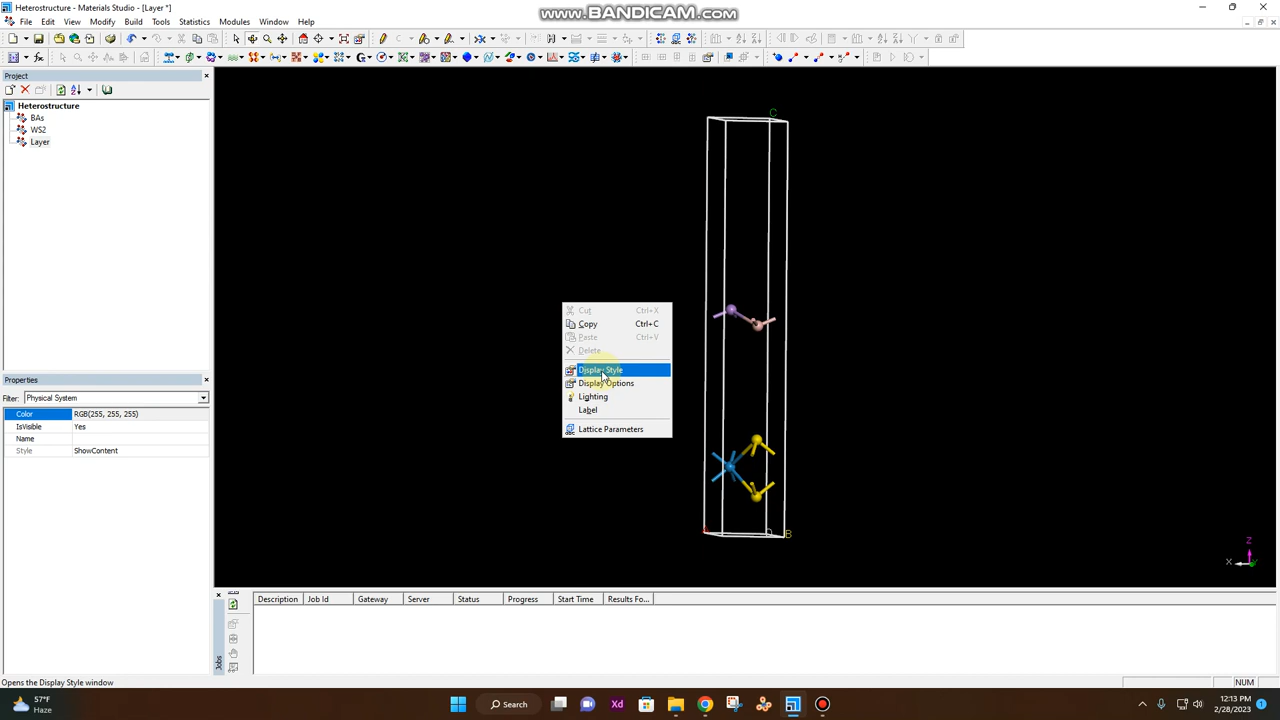 Heterostructure - Materials Studio - [Layer *]
www.BANDICAM.com
File Edit View Modify Build Tools Statistics Modules Window Help
Project
Heterostructure
BAs
WS2
Layer
Properties
Filter: Physical System
Color RGB(255, 255, 255)
IsVisible Yes
Name
Style ShowContent
C
A
O
B
Cut Ctrl+X
Copy Ctrl+C
Paste Ctrl+V
Delete
Display Style
Display Options
Lighting
Label
Lattice Parameters
Z
X
Y
Jobs
Description Job Id Gateway Server Status Progress Start Time Results Fo...
Opens the Display Style window
NUM
57°F
Haze
Search
Xd
12:13 PM
2/28/2023